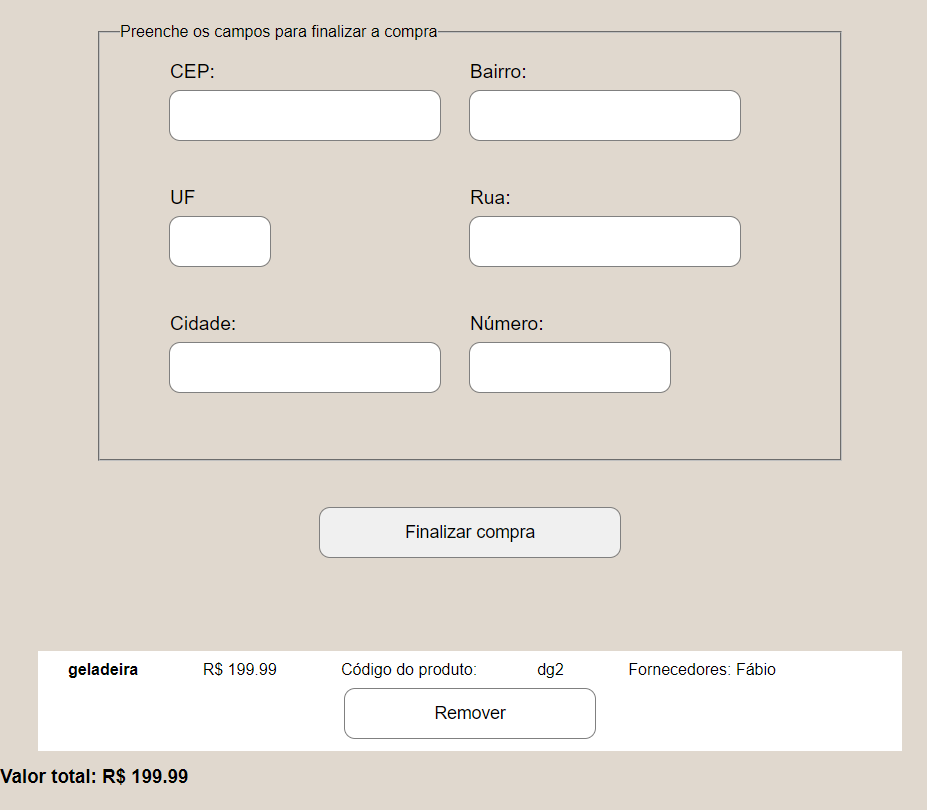 Preenche os campos para finalizar a compra
CEP: Bairro:
UF Rua:
Cidade: Número:
Finalizar compra
geladeira R$ 199.99 Código do produto: dg2 Fornecedores: Fábio
Remover
Valor total: R$ 199.99